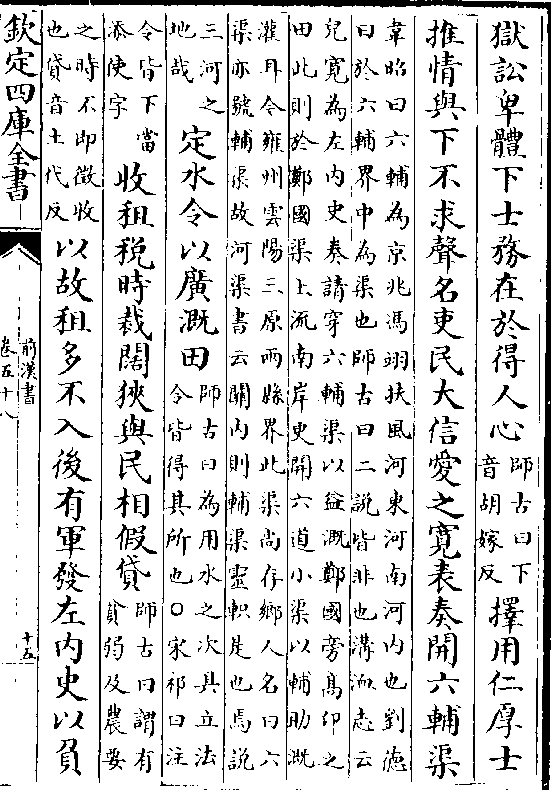 獄訟卑體下士務在於得人心師古曰下音胡嫁反擇用仁厚士
推情與下不求聲名吏民大信愛之寛表奏開六輔渠
韋昭曰六輔為京兆馮翊扶風河東河南河内也劉德
曰於六輔界中為渠也師古曰二說皆非也溝洫志云
兒寛為左内史奏請穿六輔渠以益溉鄭國旁髙卬之
田此則於鄭國渠上流南岸更開六道小渠以輔助溉
灌耳今雍州雲陽三原兩縣界此渠尚存鄉人名曰六
渠亦號輔渠故河渠書云關内則輔渠靈軹是也焉說
三河之地哉定水令以廣溉田師古曰為用水之次具立法令皆得其所也〇宋祁曰注
令皆下當添使字收租稅時裁闊狹與民相假貸師古曰謂有貧弱及農要
之時不即徵收也貸音土代反以故租多不入後有軍發左内史以負
欽定四庫全書
前漢書
卷五十八
十五